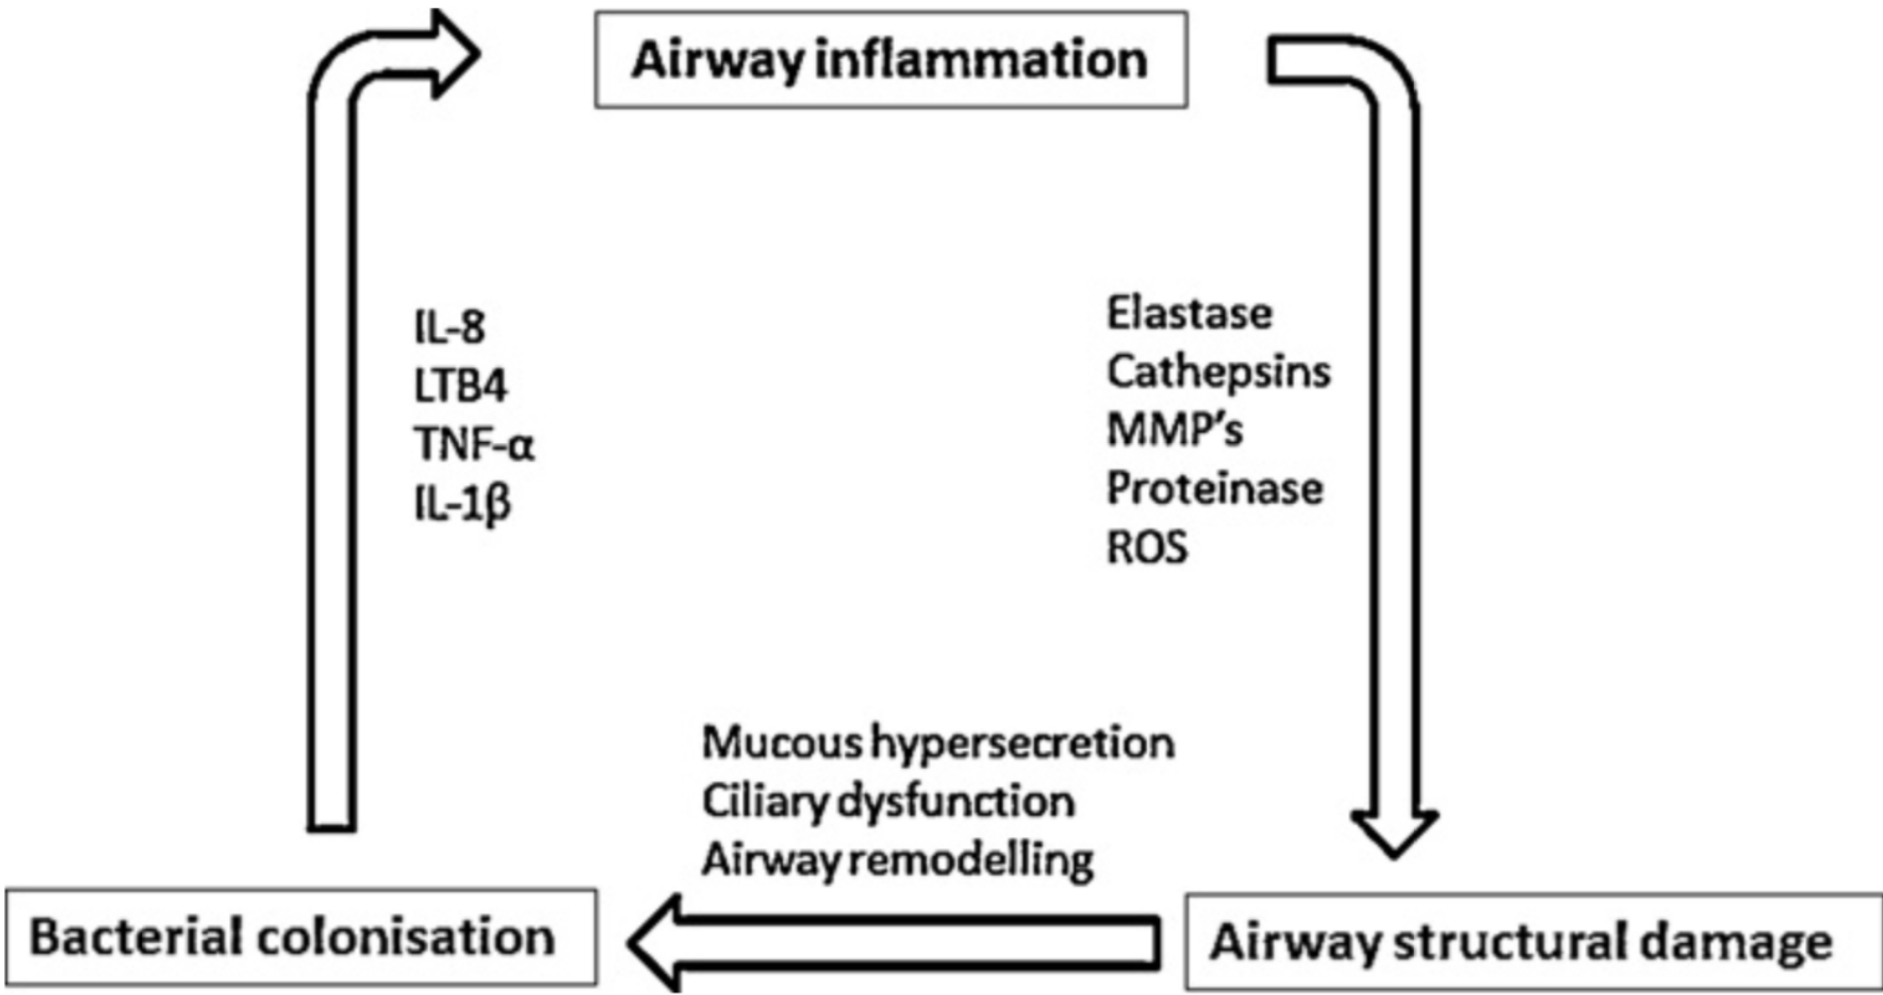 Airway inflammation
IL-8
LTB4
TNF-α
IL-1β
Elastase
Cathepsins
MMP's
Proteinase
ROS
Mucous hypersecretion
Ciliary dysfunction
Airway remodelling
Bacterial colonisation
Airway structural damage